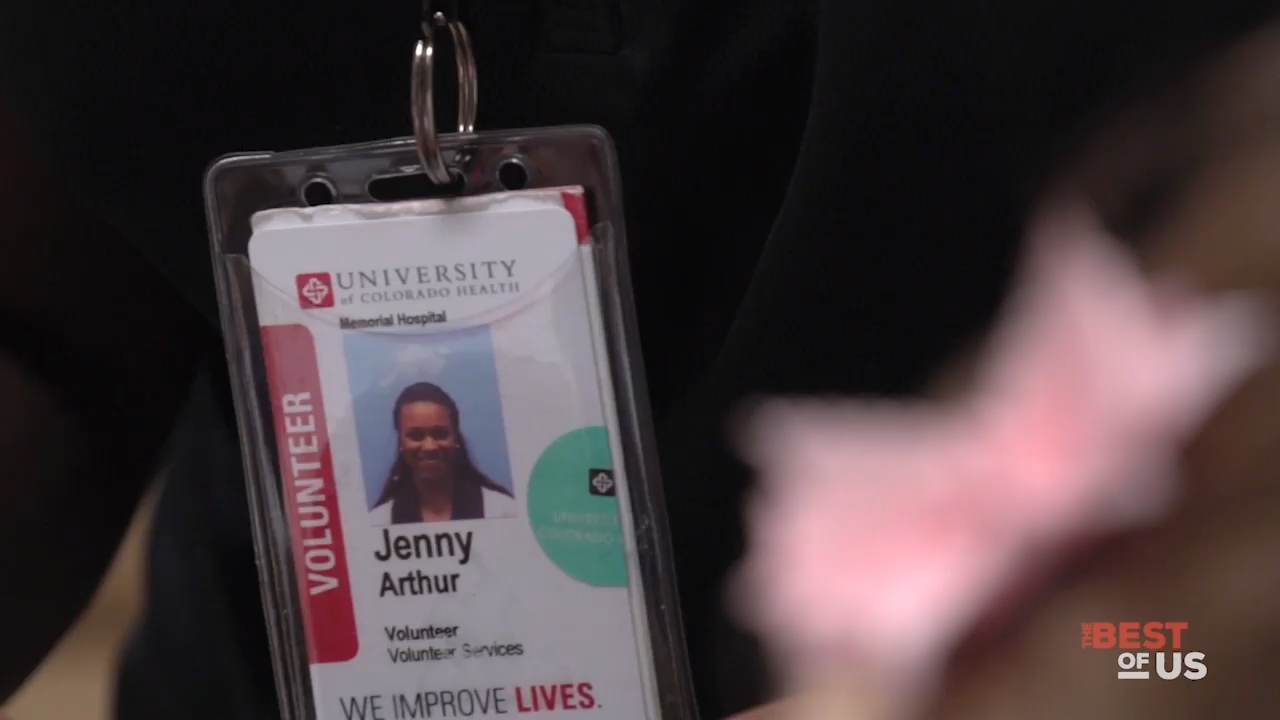 UNIVERSITY
of COLORADO HEALTH
Memorial Hospital
VOLUNTEER
Jenny
Arthur
Volunteer
Volunteer Services
WE IMPROVE LIVES.
THE BEST
OF US